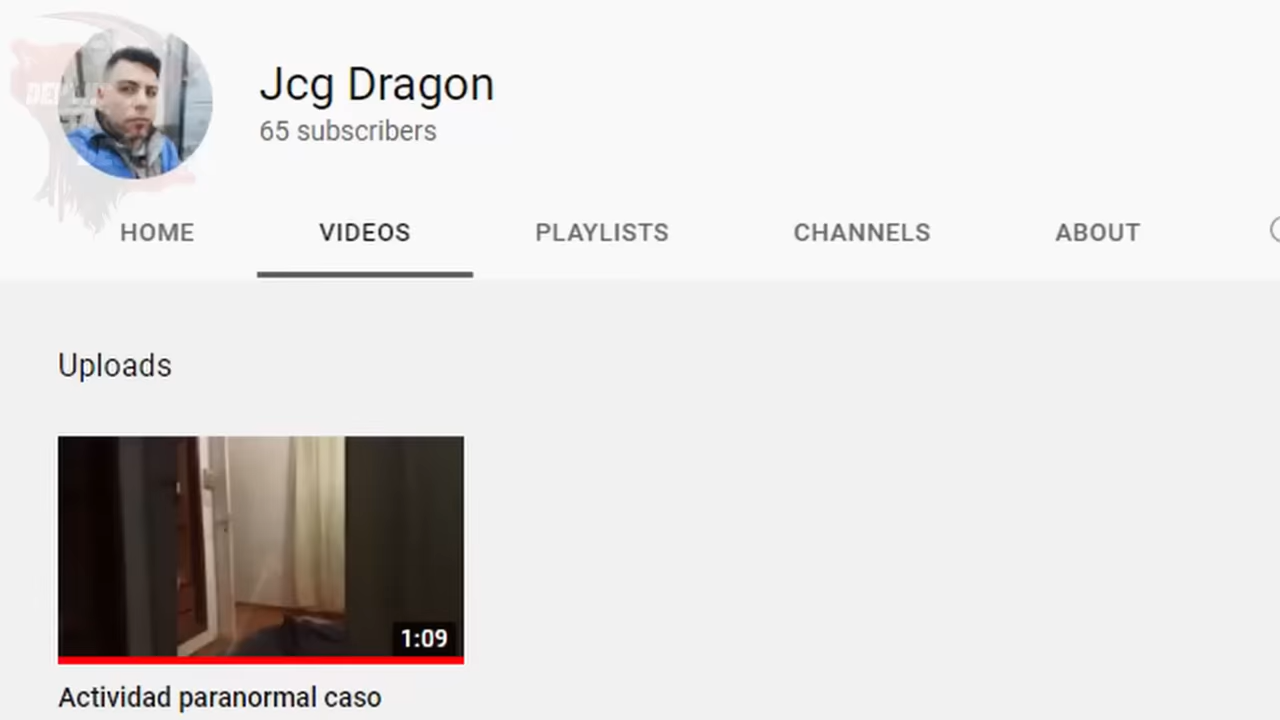 Jcg Dragon
65 subscribers
HOME VIDEOS PLAYLISTS CHANNELS ABOUT
Uploads
1:09
Actividad paranormal caso